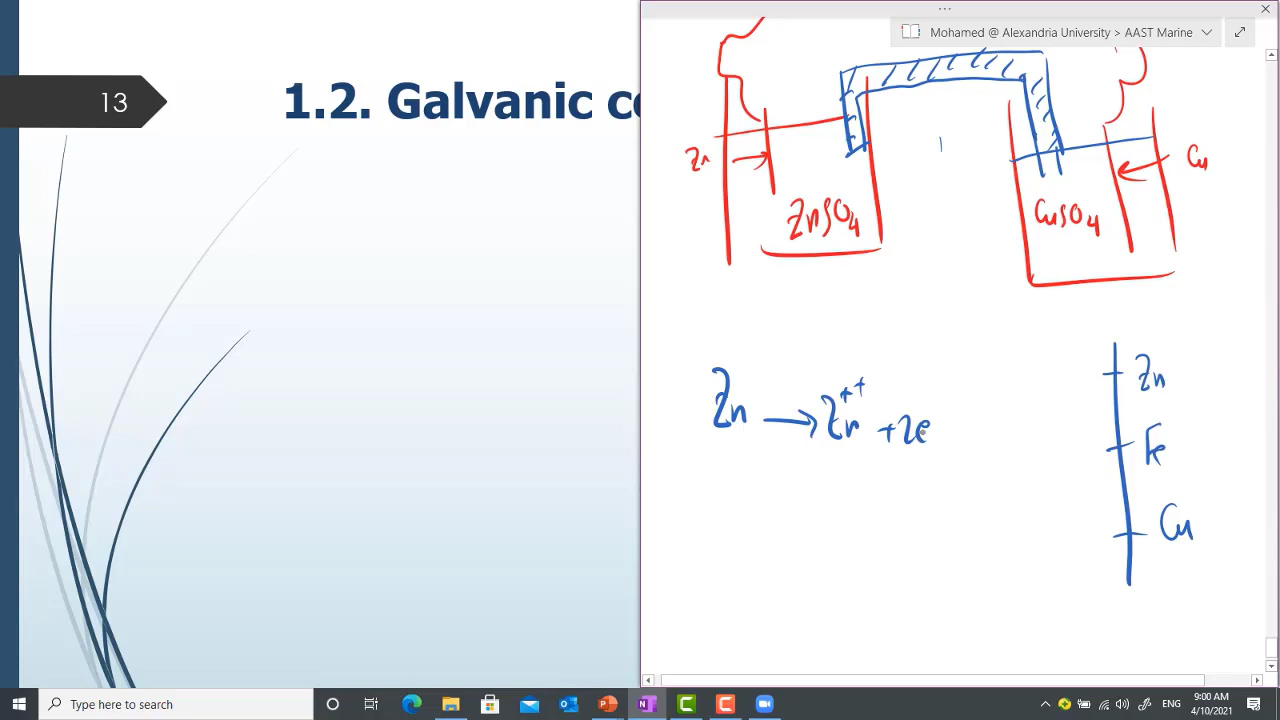 13
1.2. Galvanic co
Mohamed @ Alexandria University > AAST Marine
Zn
ZnSO4
CuSO4
Cu
Zn → Zn++ +2e
Zn
Fe
Cu
Type here to search
9:00 AM
4/10/2021